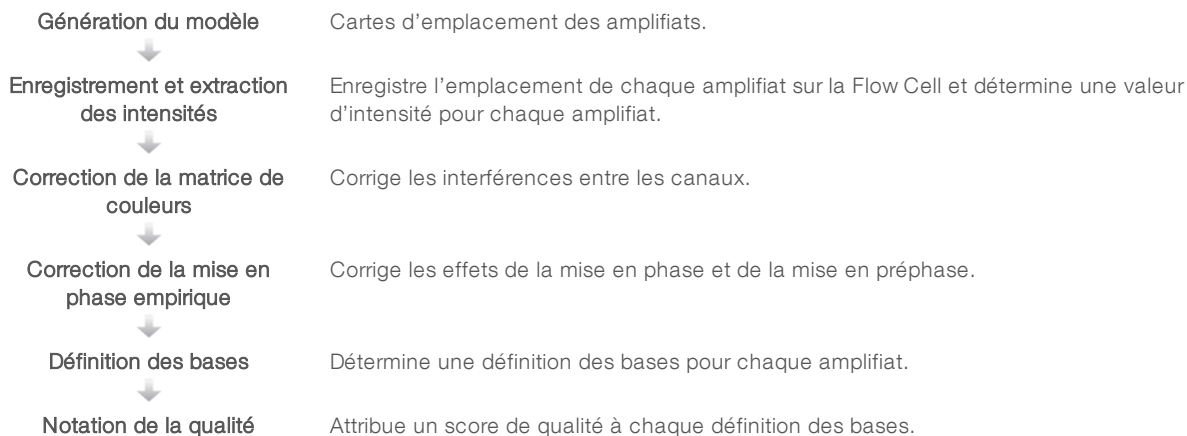 Génération du modèle
Cartes d’emplacement des amplifiats.
Enregistrement et extraction
des intensités
Enregistre l’emplacement de chaque amplifiat sur la Flow Cell et détermine une valeur
d’intensité pour chaque amplifiat.
Correction de la matrice de
couleurs
Corrige les interférences entre les canaux.
Correction de la mise en
phase empirique
Corrige les effets de la mise en phase et de la mise en préphase.
Définition des bases
Détermine une définition des bases pour chaque amplifiat.
Notation de la qualité
Attribue un score de qualité à chaque définition des bases.